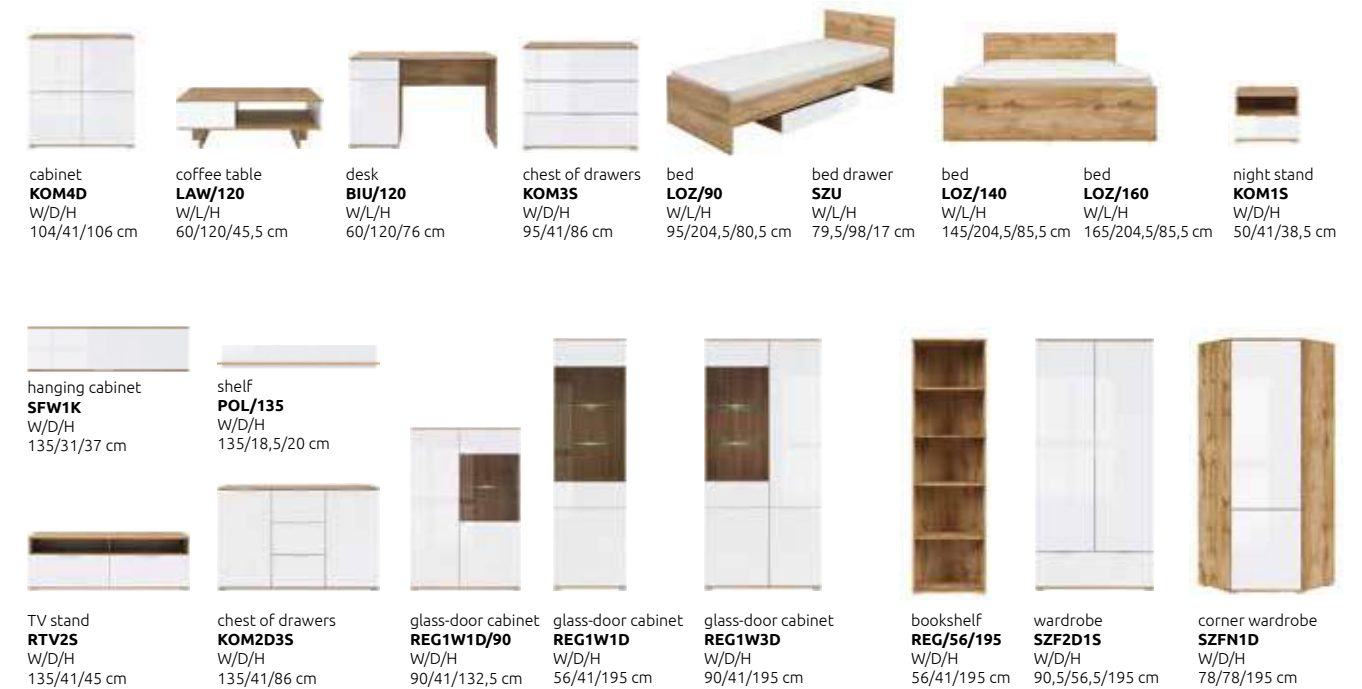 cabinet
KOM4D
W/D/H
104/41/106 cm
coffee table
LAW/120
W/L/H
60/120/45,5 cm
desk
BIU/120
W/L/H
60/120/76 cm
chest of drawers
KOM3S
W/D/H
95/41/86 cm
bed
LOZ/90
W/L/H
95/204,5/80,5 cm
bed drawer
SZU
W/L/H
79,5/98/17 cm
bed
LOZ/140
W/L/H
145/204,5/85,5 cm
bed
LOZ/160
W/L/H
165/204,5/85,5 cm
night stand
KOM1S
W/D/H
50/41/38,5 cm
hanging cabinet
SFW1K
W/D/H
135/31/37 cm
shelf
POL/135
W/D/H
135/18,5/20 cm
TV stand
RTV2S
W/D/H
135/41/45 cm
chest of drawers
KOM2D3S
W/D/H
135/41/86 cm
glass-door cabinet
REG1W1D/90
W/D/H
90/41/132,5 cm
glass-door cabinet
REG1W1D
W/D/H
56/41/195 cm
glass-door cabinet
REG1W3D
W/D/H
90/41/195 cm
bookshelf
REG/56/195
W/D/H
56/41/195 cm
wardrobe
SZF2D1S
W/D/H
90,5/56,5/195 cm
corner wardrobe
SZFN1D
W/D/H
78/78/195 cm